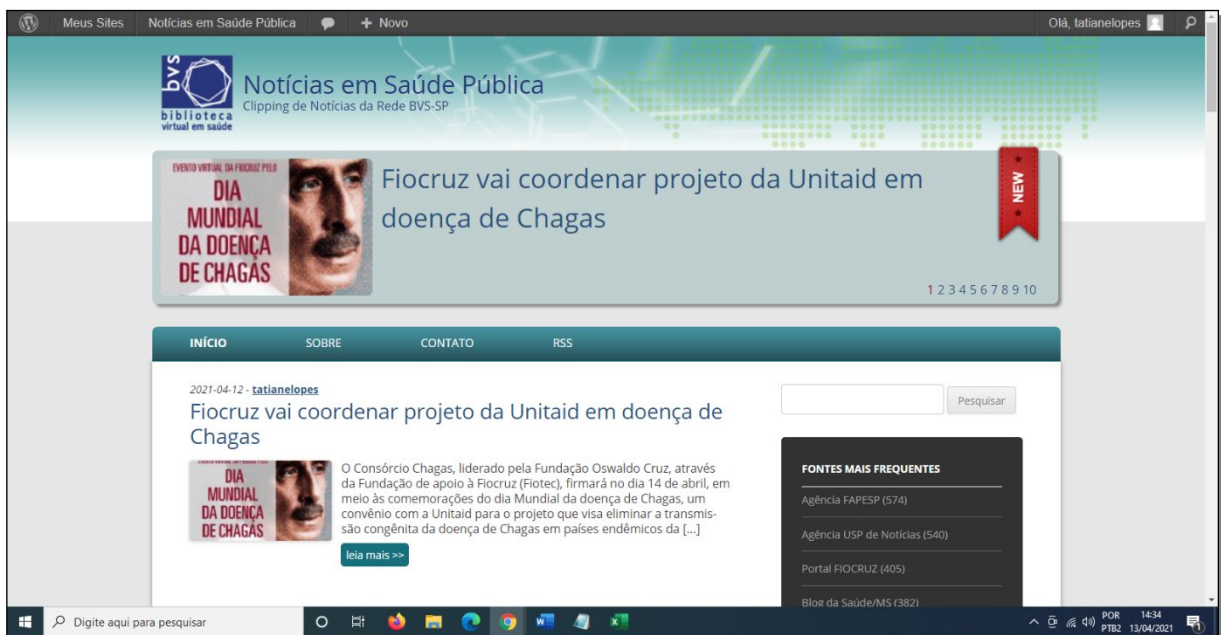 Meus Sites Notícias em Saúde Pública + Novo Olá, tatianelopes
bvs
biblioteca
virtual em saúde
Notícias em Saúde Pública
Clipping de Notícias da Rede BVS-SP
EVENTO VIRTUAL DA FIOCRUZ PELO
DIA
MUNDIAL
DA DOENÇA
DE CHAGAS
Fiocruz vai coordenar projeto da Unitaid em
doença de Chagas
NEW
1 2 3 4 5 6 7 8 9 10
INÍCIO SOBRE CONTATO RSS
2021-04-12 - tatianelopes
Fiocruz vai coordenar projeto da Unitaid em doença de
Chagas
DIA
MUNDIAL
DA DOENÇA
DE CHAGAS
O Consórcio Chagas, liderado pela Fundação Oswaldo Cruz, através
da Fundação de apoio à Fiocruz (Fiotec), firmará no dia 14 de abril, em
meio às comemorações do dia Mundial da doença de Chagas, um
convênio com a Unitaid para o projeto que visa eliminar a transmis-
são congênita da doença de Chagas em países endêmicos da [...]
leia mais >>
Pesquisar
FONTES MAIS FREQUENTES
Agência FAPESP (574)
Agência USP de Notícias (540)
Portal FIOCRUZ (405)
Blog da Saúde/MS (382)
Digite aqui para pesquisar
POR 14:34
PTB2 13/04/2021